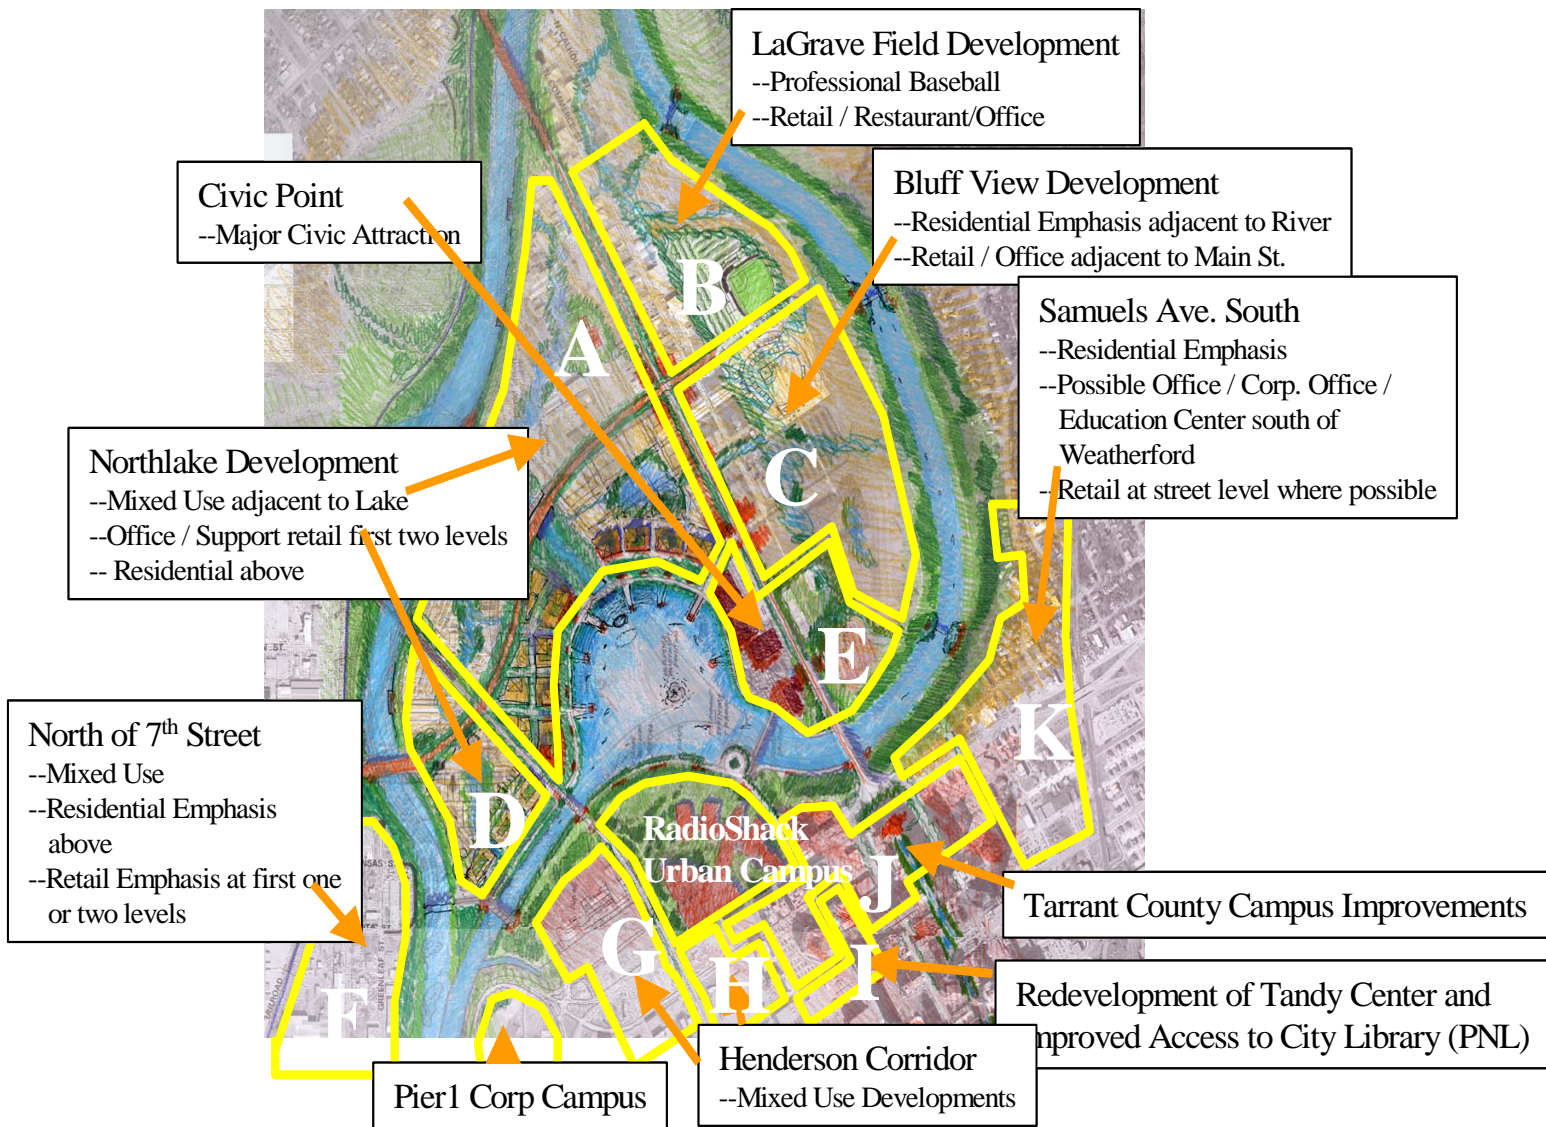 LaGrave Field Development
--Professional Baseball
--Retail / Restaurant/Office
Civic Point
--Major Civic Attraction
Bluff View Development
--Residential Emphasis adjacent to River
--Retail / Office adjacent to Main St.
Samuels Ave. South
--Residential Emphasis
--Possible Office / Corp. Office /
Education Center south of
Weatherford
--Retail at street level where possible
B
A
Northlake Development
--Mixed Use adjacent to Lake
--Office / Support retail first two levels
-- Residential above
C
E
K
North of 7th Street
--Mixed Use
--Residential Emphasis
above
--Retail Emphasis at first one
or two levels
D
RadioShack
Urban Campus
J
Tarrant County Campus Improvements
G
H
I
F
GREENLEAF ST.
Redevelopment of Tandy Center and
mproved Access to City Library (PNL)
Henderson Corridor
--Mixed Use Developments
Pier1 Corp Campus